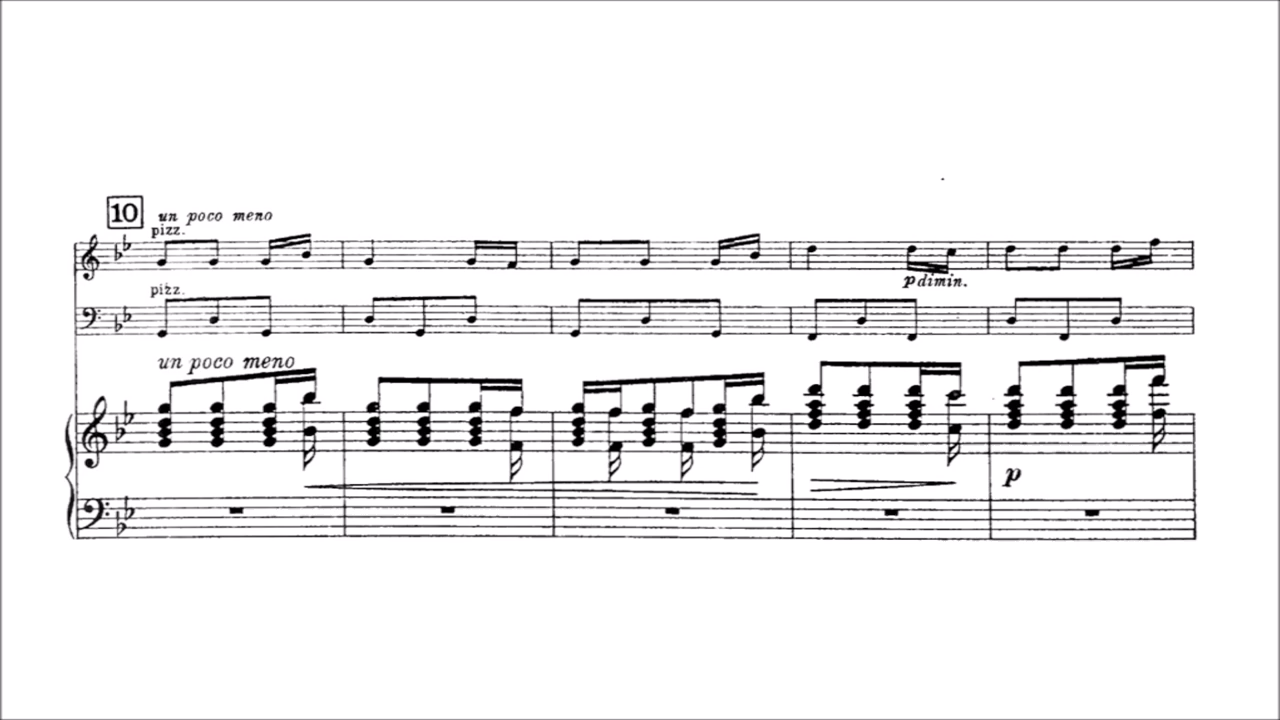 10 un poco meno
pizz.
pizz.
p dimin.
un poco meno
p